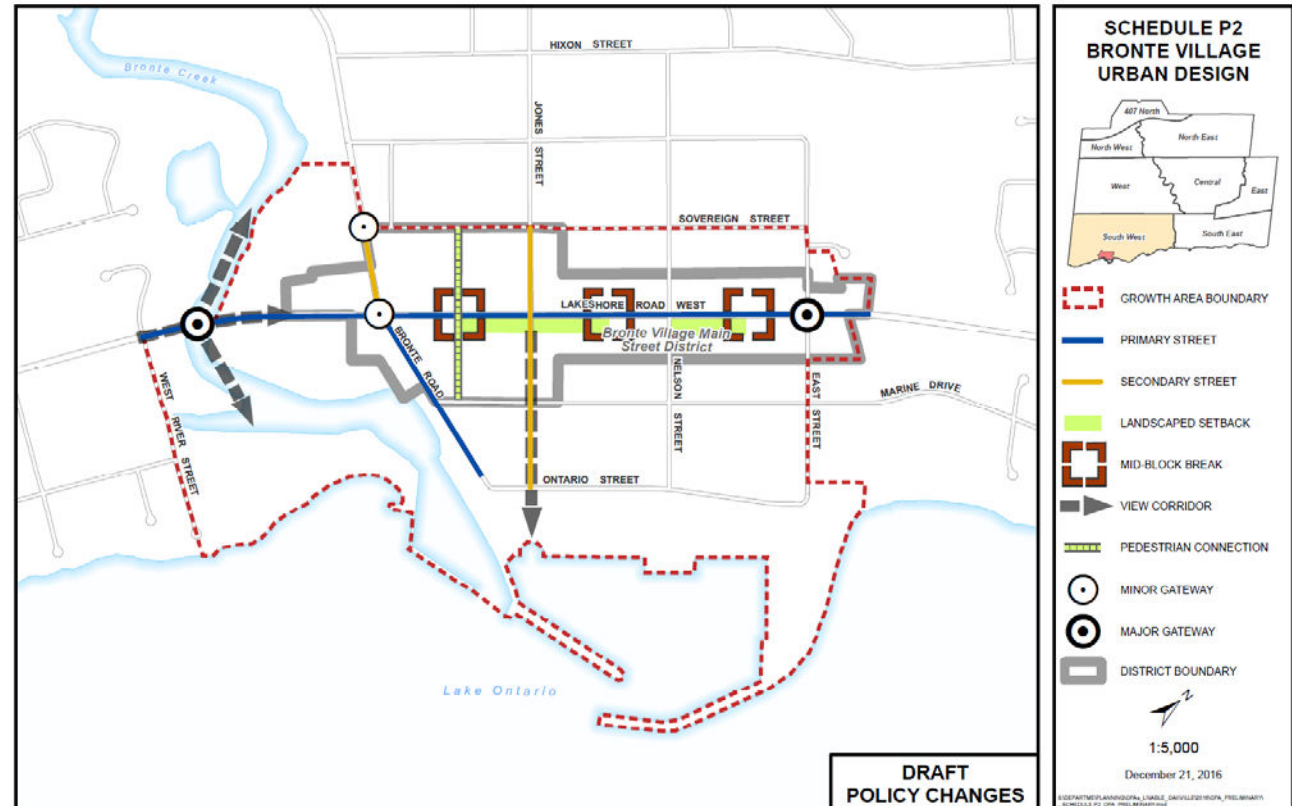 HIXON STREET
Bronte Creek
JONES STREET
SOVEREIGN STREET
LAKESHORE ROAD WEST
Bronte Village Main
Street District
BRONTE ROAD
NELSON STREET
EAST STREET
MARINE DRIVE
WEST RIVER STREET
ONTARIO STREET
Lake Ontario
DRAFT
POLICY CHANGES
SCHEDULE P2
BRONTE VILLAGE
URBAN DESIGN
407 North
North West
North East
West
Central
East
South West
South East
GROWTH AREA BOUNDARY
PRIMARY STREET
SECONDARY STREET
LANDSCAPED SETBACK
MID-BLOCK BREAK
VIEW CORRIDOR
PEDESTRIAN CONNECTION
MINOR GATEWAY
MAJOR GATEWAY
DISTRICT BOUNDARY
Z
1:5,000
December 21, 2016